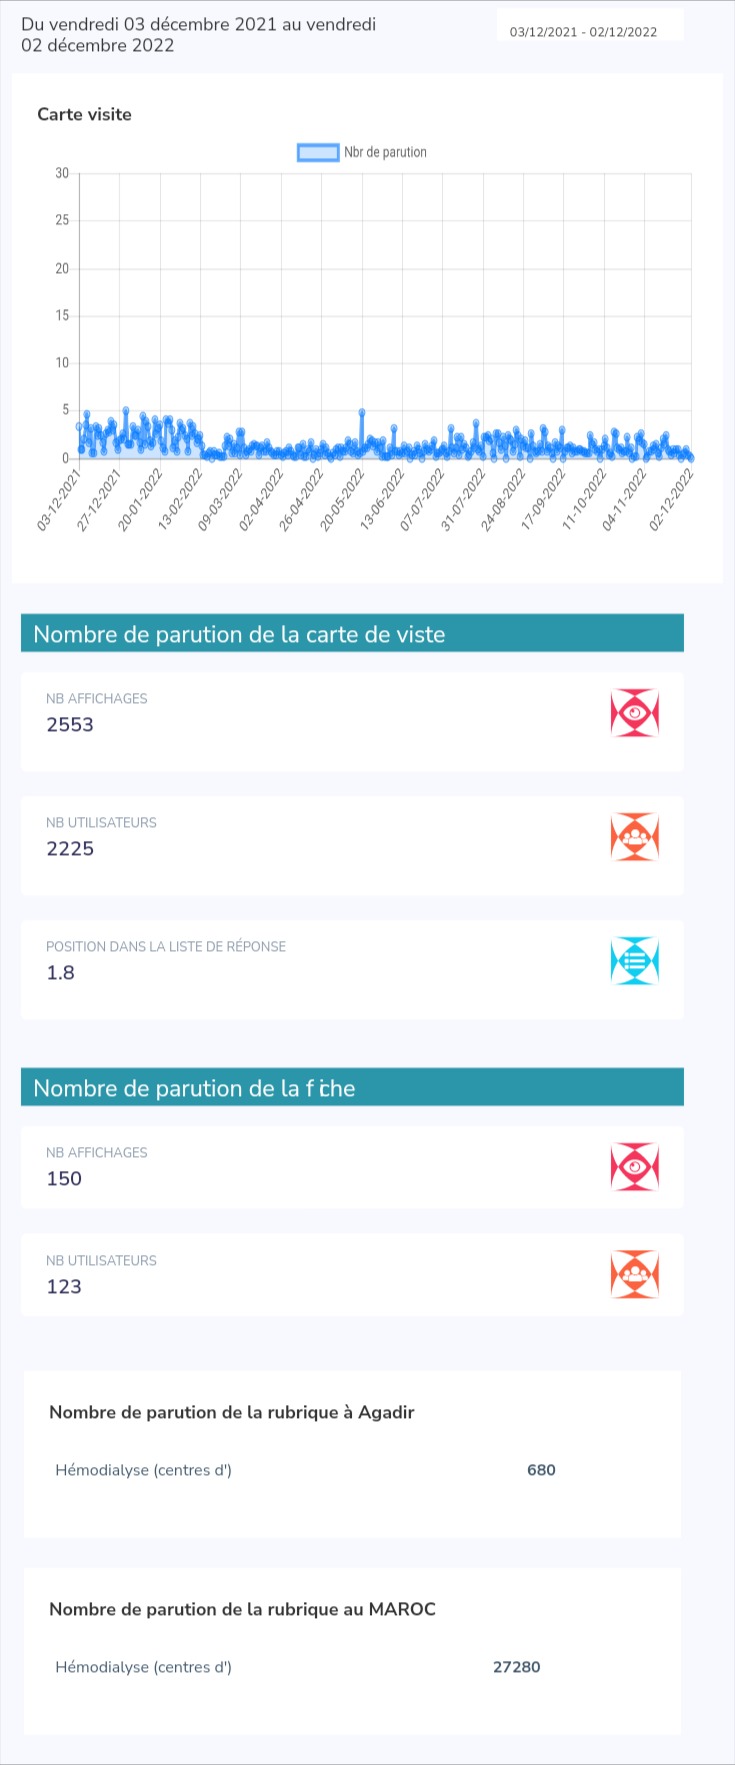 Du vendredi 03 décembre 2021 au vendredi
02 décembre 2022
03/12/2021 - 02/12/2022
Carte visite
Nbr de parution
30
25
20
15
10
5
0
03-12-2021
27-12-2021
20-01-2022
13-02-2022
09-03-2022
02-04-2022
26-04-2022
20-05-2022
13-06-2022
07-07-2022
31-07-2022
24-08-2022
17-09-2022
11-10-2022
04-11-2022
02-12-2022
Nombre de parution de la carte de viste
NB AFFICHAGES
2553
NB UTILISATEURS
2225
POSITION DANS LA LISTE DE RÉPONSE
1.8
Nombre de parution de la fiche
NB AFFICHAGES
150
NB UTILISATEURS
123
Nombre de parution de la rubrique à Agadir
Hémodialyse (centres d') 680
Nombre de parution de la rubrique au MAROC
Hémodialyse (centres d') 27280